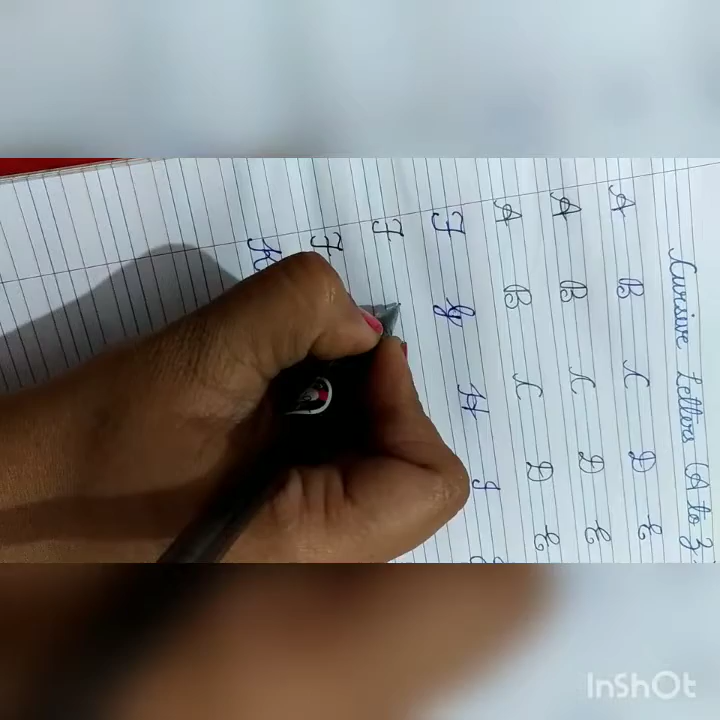 Cursive Letters (A to Z)
A B C D E
A B C D E
A B C D E
F G H I
F
F
K
InShOt